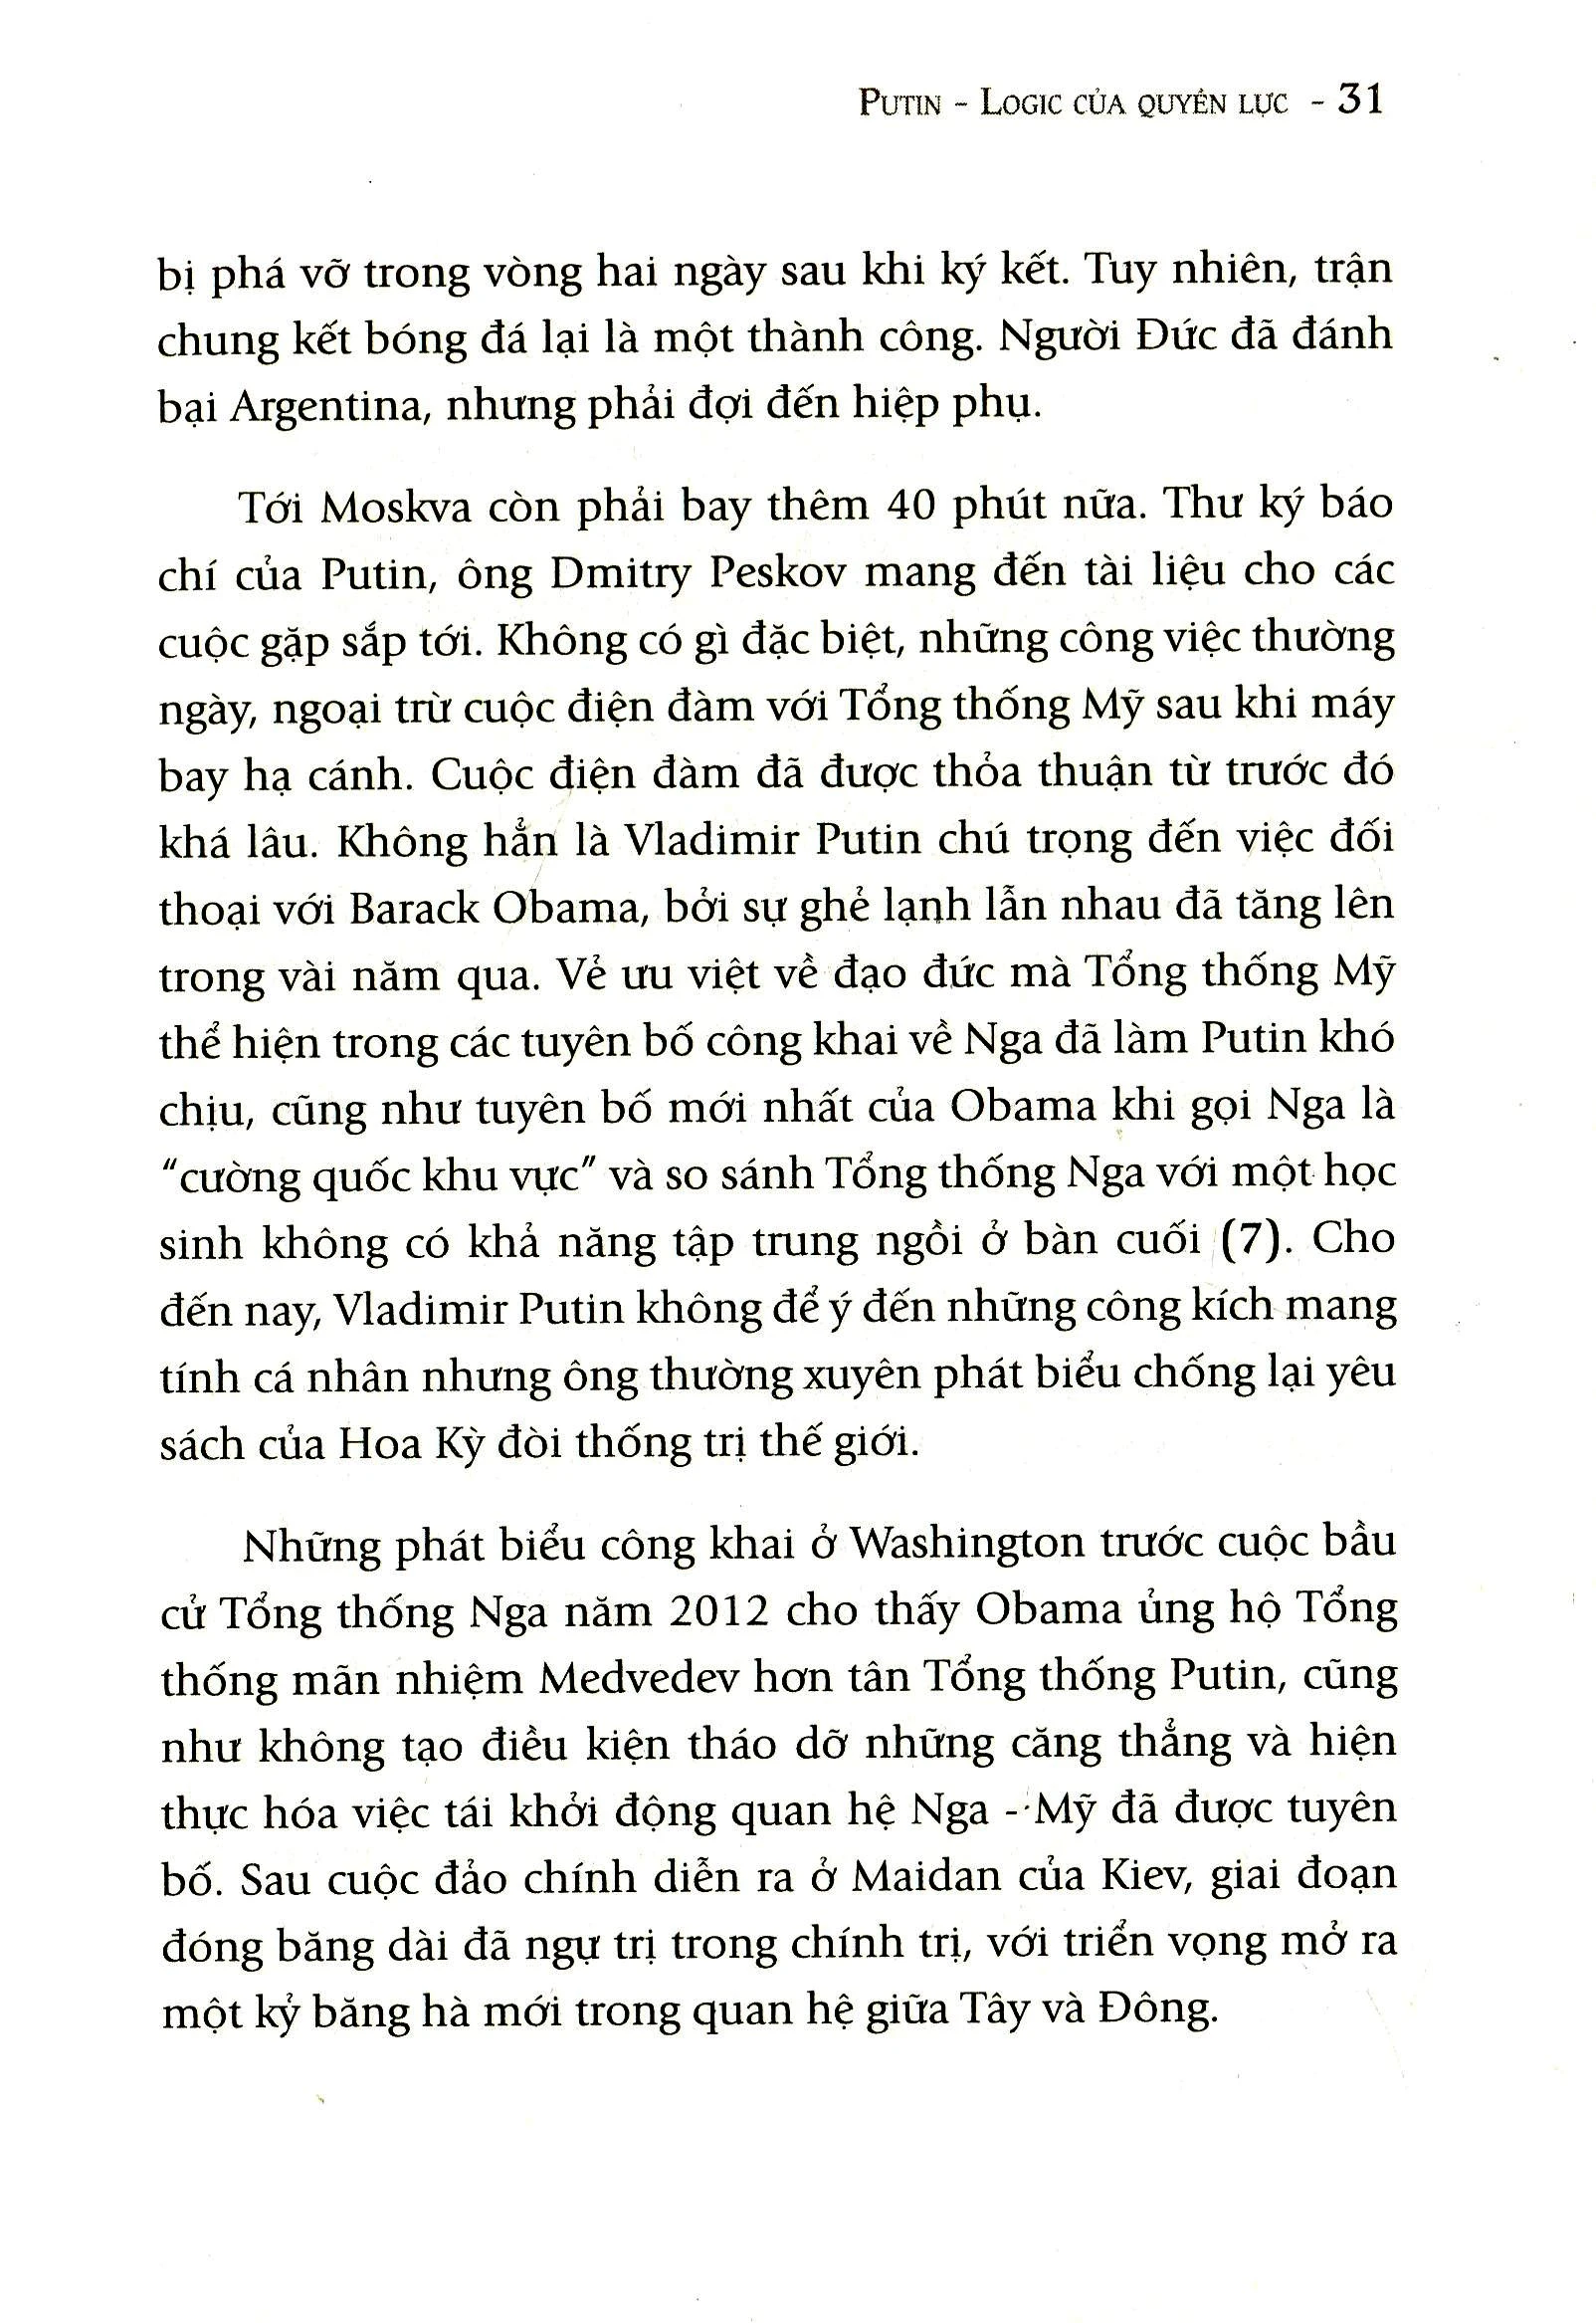 PUTIN – LOGIC CỦA QUYỀN LỰC - 31
bị phá vỡ trong vòng hai ngày sau khi ký kết. Tuy nhiên, trận
chung kết bóng đá lại là một thành công. Người Đức đã đánh
bại Argentina, nhưng phải đợi đến hiệp phụ.
Tới Moskva còn phải bay thêm 40 phút nữa. Thư ký báo
chí của Putin, ông Dmitry Peskov mang đến tài liệu cho các
cuộc gặp sắp tới. Không có gì đặc biệt, những công việc thường
ngày, ngoại trừ cuộc điện đàm với Tổng thống Mỹ sau khi máy
bay hạ cánh. Cuộc điện đàm đã được thỏa thuận từ trước đó
khá lâu. Không hẳn là Vladimir Putin chú trọng đến việc đối
thoại với Barack Obama, bởi sự ghẻ lạnh lẫn nhau đã tăng lên
trong vài năm qua. Vẻ ưu việt về đạo đức mà Tổng thống Mỹ
thể hiện trong các tuyên bố công khai về Nga đã làm Putin khó
chịu, cũng như tuyên bố mới nhất của Obama khi gọi Nga là
"cường quốc khu vực" và so sánh Tổng thống Nga với một học
sinh không có khả năng tập trung ngồi ở bàn cuối (7). Cho
đến nay, Vladimir Putin không để ý đến những công kích mang
tính cá nhân nhưng ông thường xuyên phát biểu chống lại yêu
sách của Hoa Kỳ đòi thống trị thế giới.
Những phát biểu công khai ở Washington trước cuộc bầu
cử Tổng thống Nga năm 2012 cho thấy Obama ủng hộ Tổng
thống mãn nhiệm Medvedev hơn tân Tổng thống Putin, cũng
như không tạo điều kiện tháo dỡ những căng thẳng và hiện
thực hóa việc tái khởi động quan hệ Nga - Mỹ đã được tuyên
bố. Sau cuộc đảo chính diễn ra ở Maidan của Kiev, giai đoạn
đóng băng dài đã ngự trị trong chính trị, với triển vọng mở ra
một kỷ băng hà mới trong quan hệ giữa Tây và Đông.